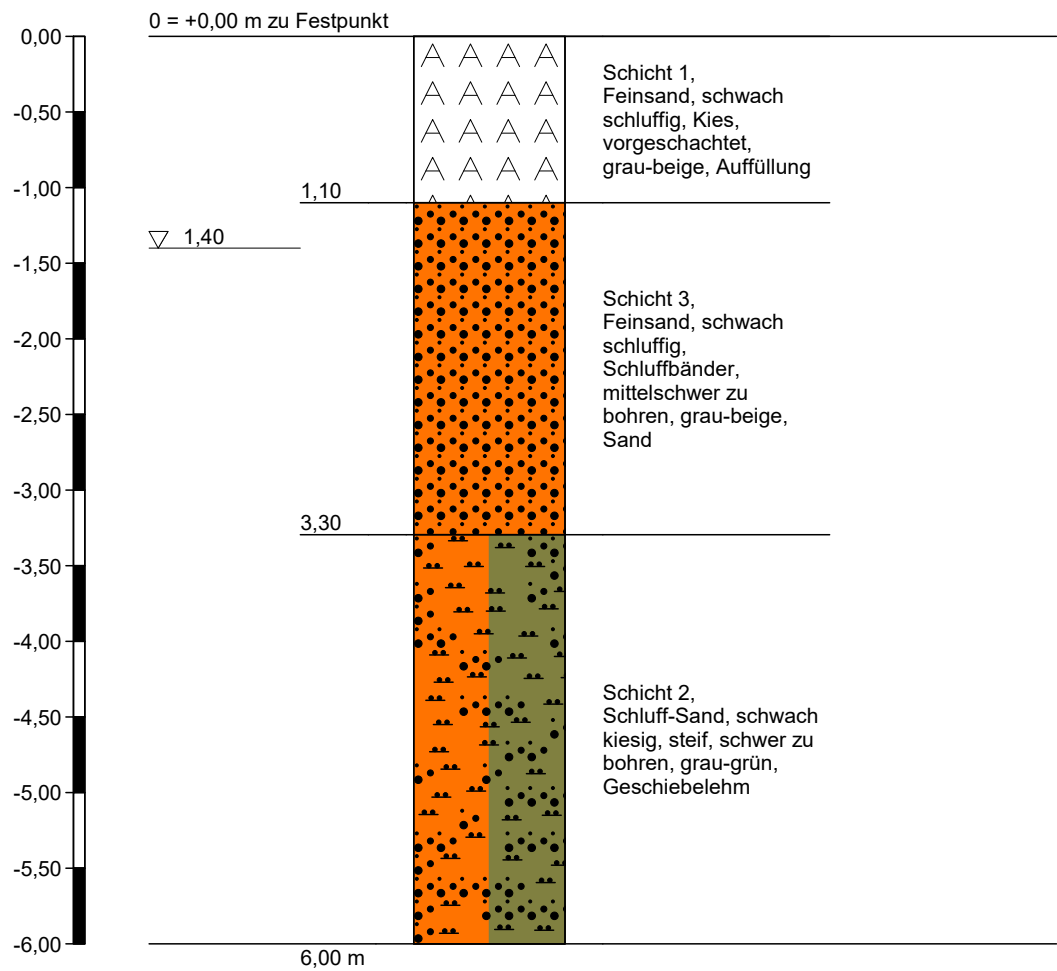 0 = +0,00 m zu Festpunkt
0,00
-0,50
-1,00
-1,50
-2,00
-2,50
-3,00
-3,50
-4,00
-4,50
-5,00
-5,50
-6,00
1,10
1,40
3,30
6,00 m
Schicht 1,
Feinsand, schwach
schluffig, Kies,
vorgeschachtet,
grau-beige, Auffüllung
Schicht 3,
Feinsand, schwach
schluffig,
Schluffbänder,
mittelschwer zu
bohren, grau-beige,
Sand
Schicht 2,
Schluff-Sand, schwach
kiesig, steif, schwer zu
bohren, grau-grün,
Geschiebelehm